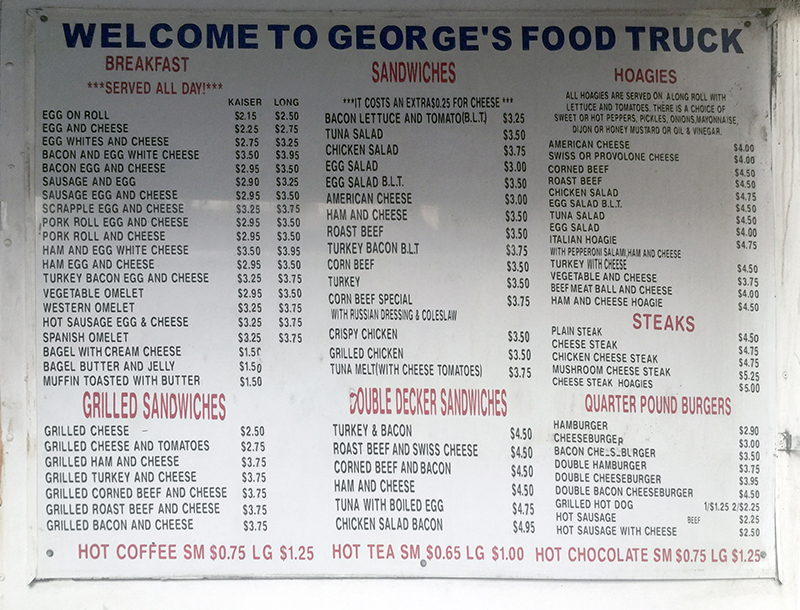 WELCOME TO GEORGE'S FOOD TRUCK
BREAKFAST
***SERVED ALL DAY!***
KAISER LONG
EGG ON ROLL $2.15 $2.50
EGG AND CHEESE $2.25 $2.75
EGG WHITES AND CHEESE $2.75 $3.25
BACON AND EGG WHITE CHEESE $3.50 $3.95
BACON EGG AND CHEESE $2.95 $3.50
SAUSAGE AND EGG $2.90 $3.25
SAUSAGE EGG AND CHEESE $2.95 $3.50
SCRAPPLE EGG AND CHEESE $3.25 $3.75
PORK ROLL EGG AND CHEESE $2.95 $3.50
PORK ROLL AND CHEESE $2.95 $3.50
HAM AND EGG WHITE CHEESE $3.50 $3.95
HAM EGG AND CHEESE $2.95 $3.50
TURKEY BACON EGG AND CHEESE $3.25 $3.75
VEGETABLE OMELET $2.95 $3.50
WESTERN OMELET $3.25 $3.75
HOT SAUSAGE EGG & CHEESE $3.25 $3.75
SPANISH OMELET $3.25 $3.75
BAGEL WITH CREAM CHEESE $1.50
BAGEL BUTTER AND JELLY $1.50
MUFFIN TOASTED WITH BUTTER $1.50
GRILLED SANDWICHES
GRILLED CHEESE $2.50
GRILLED CHEESE AND TOMATOES $2.75
GRILLED HAM AND CHEESE $3.75
GRILLED TURKEY AND CHEESE $3.75
GRILLED CORNED BEEF AND CHEESE $3.75
GRILLED ROAST BEEF AND CHEESE $3.75
GRILLED BACON AND CHEESE $3.75
SANDWICHES
***IT COSTS AN EXTRA$0.25 FOR CHEESE ***
BACON LETTUCE AND TOMATO(B.L.T.) $3.25
TUNA SALAD $3.50
CHICKEN SALAD $3.75
EGG SALAD $3.00
EGG SALAD B.L.T. $3.50
AMERICAN CHEESE $3.00
HAM AND CHEESE $3.50
ROAST BEEF $3.50
TURKEY BACON B.L.T $3.75
CORN BEEF $3.50
TURKEY $3.50
CORN BEEF SPECIAL $3.75
WITH RUSSIAN DRESSING & COLESLAW
CRISPY CHICKEN $3.50
GRILLED CHICKEN $3.50
TUNA MELT(WITH CHEESE TOMATOES) $3.75
DOUBLE DECKER SANDWICHES
TURKEY & BACON $4.50
ROAST BEEF AND SWISS CHEESE $4.50
CORNED BEEF AND BACON $4.50
HAM AND CHEESE $4.50
TUNA WITH BOILED EGG $4.75
CHICKEN SALAD BACON $4.95
HOAGIES
ALL HOAGIES ARE SERVED ON A LONG ROLL WITH
LETTUCE AND TOMATOES. THERE IS A CHOICE OF
SWEET OR HOT PEPPERS, PICKLES, ONIONS,MAYONNAISE,
DIJON OR HONEY MUSTARD OR OIL & VINEGAR.
AMERICAN CHEESE $4.00
SWISS OR PROVOLONE CHEESE $4.00
CORNED BEEF $4.50
ROAST BEEF $4.50
CHICKEN SALAD $4.75
EGG SALAD B.L.T. $4.50
TUNA SALAD $4.50
EGG SALAD $4.00
ITALIAN HOAGIE $4.75
WITH PEPPERONI SALAMI,HAM AND CHEESE
TURKEY WITH CHEESE $4.50
VEGETABLE AND CHEESE $3.75
BEEF MEAT BALL AND CHEESE $4.00
HAM AND CHEESE HOAGIE $4.50
STEAKS
PLAIN STEAK $4.50
CHEESE STEAK $4.75
CHICKEN CHEESE STEAK $4.75
MUSHROOM CHEESE STEAK $5.25
CHEESE STEAK HOAGIES $5.00
QUARTER POUND BURGERS
HAMBURGER $2.90
CHEESEBURGER $3.00
BACON CHEESEBURGER $3.50
DOUBLE HAMBURGER $3.75
DOUBLE CHEESEBURGER $3.95
DOUBLE BACON CHEESEBURGER $4.50
GRILLED HOT DOG 1/$1.25 2/$2.25
HOT SAUSAGE BEEF $2.25
HOT SAUSAGE WITH CHEESE $2.50
HOT COFFEE SM $0.75 LG $1.25 HOT TEA SM $0.65 LG $1.00 HOT CHOCOLATE SM $0.75 LG $1.25